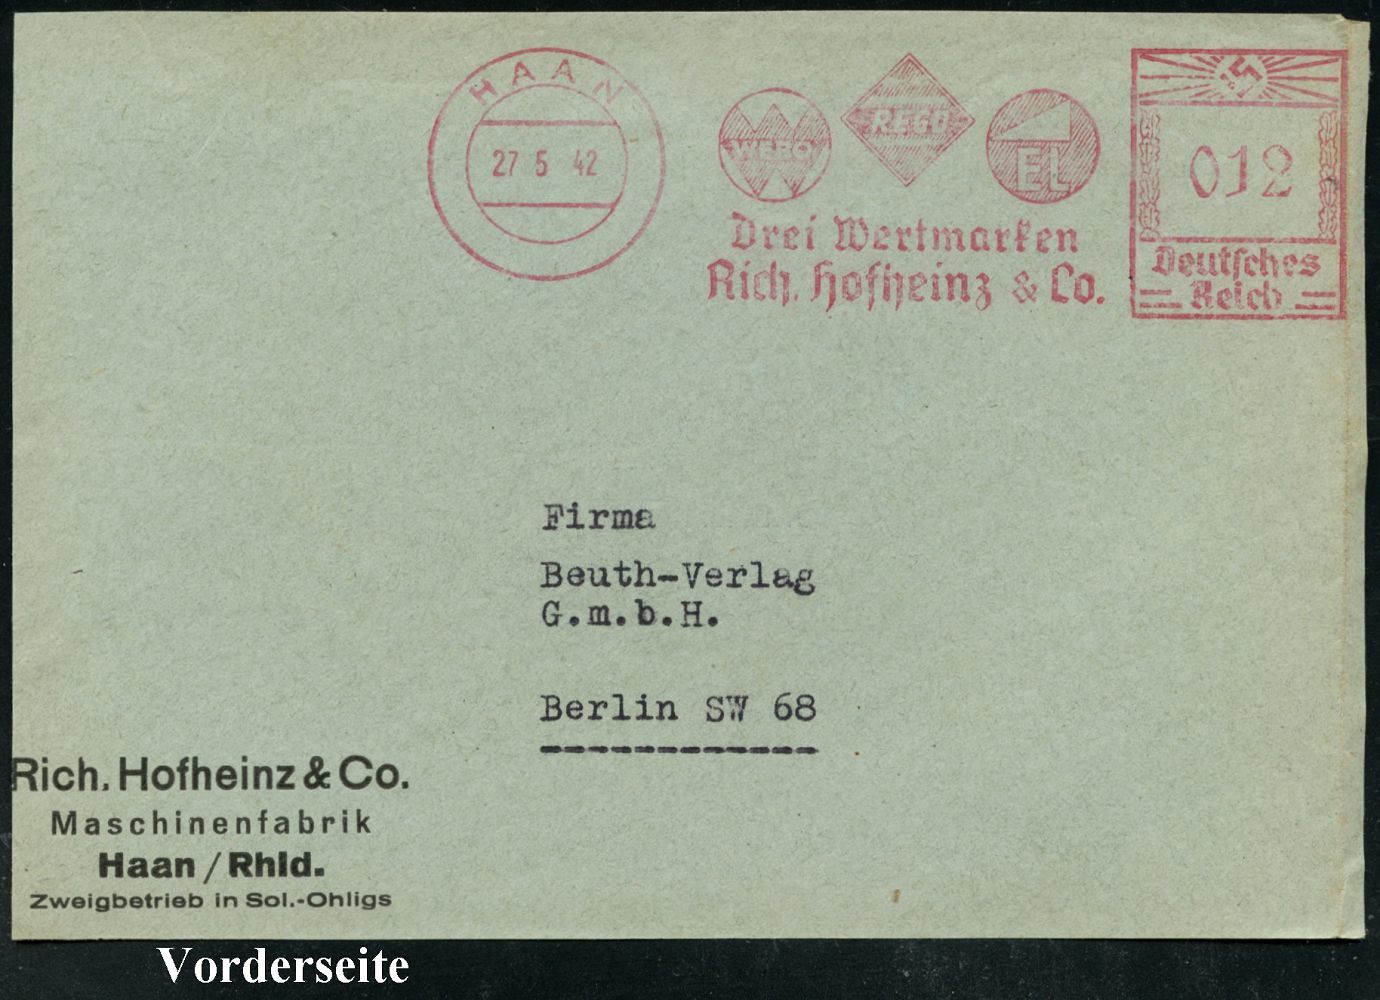 HAAN
27 5 42
WEBO
REGO
EL
Drei Wertmarken
Rich. Hofheinz & Co.
012
Deutsches
Reich
Firma
Beuth-Verlag
G.m.b.H.
Berlin SW 68
Rich. Hofheinz & Co.
Maschinenfabrik
Haan / Rhld.
Zweigbetrieb in Sol.-Ohligs
Vorderseite